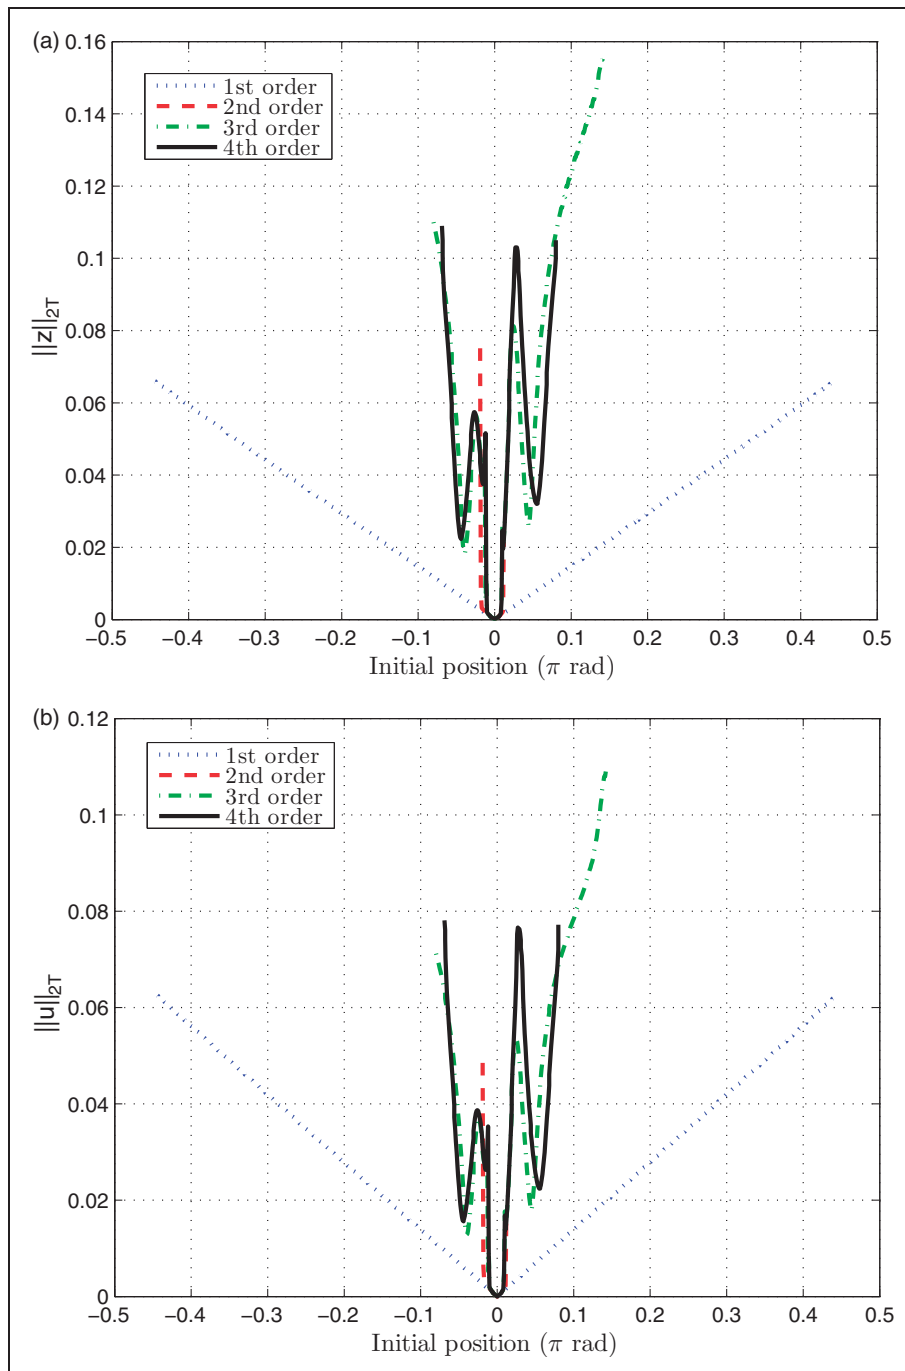 (a)
0.16
0.14
0.12
0.1
0.08
0.06
0.04
0.02
0
||z||2T
1st order
2nd order
3rd order
4th order
−0.5 −0.4 −0.3 −0.2 −0.1 0 0.1 0.2 0.3 0.4 0.5
Initial position (π rad)
(b)
0.12
0.1
0.08
0.06
0.04
0.02
0
||u||2T
1st order
2nd order
3rd order
4th order
−0.5 −0.4 −0.3 −0.2 −0.1 0 0.1 0.2 0.3 0.4 0.5
Initial position (π rad)